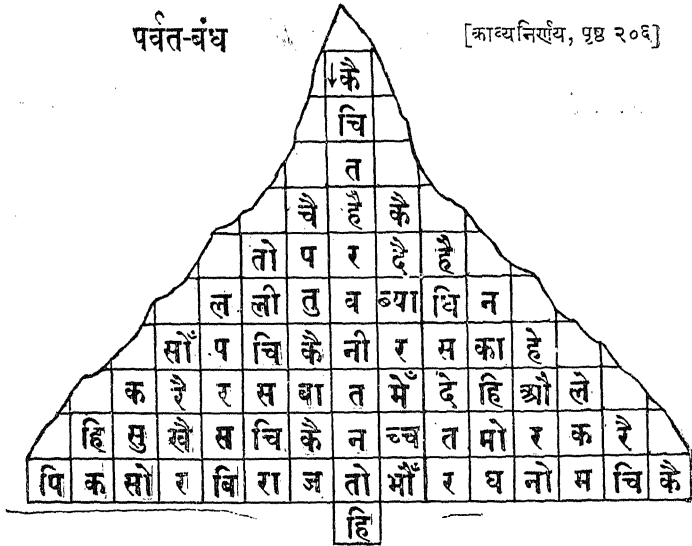 पर्वत-बंध
[काव्यनिर्णय, पृष्ठ २०६]
↓कै
चि
त
चै है कै
तो प र दै है
ल ली तु व ब्या धि न
सोँ प चि कै नी र स का है
क रै र स बा त मेँ दे हि औ ले
हि सु खै स चि कै न च्च त मो र क रै
पि क सो र बि रा ज तो भौँ र घ नो म चि कै
हि